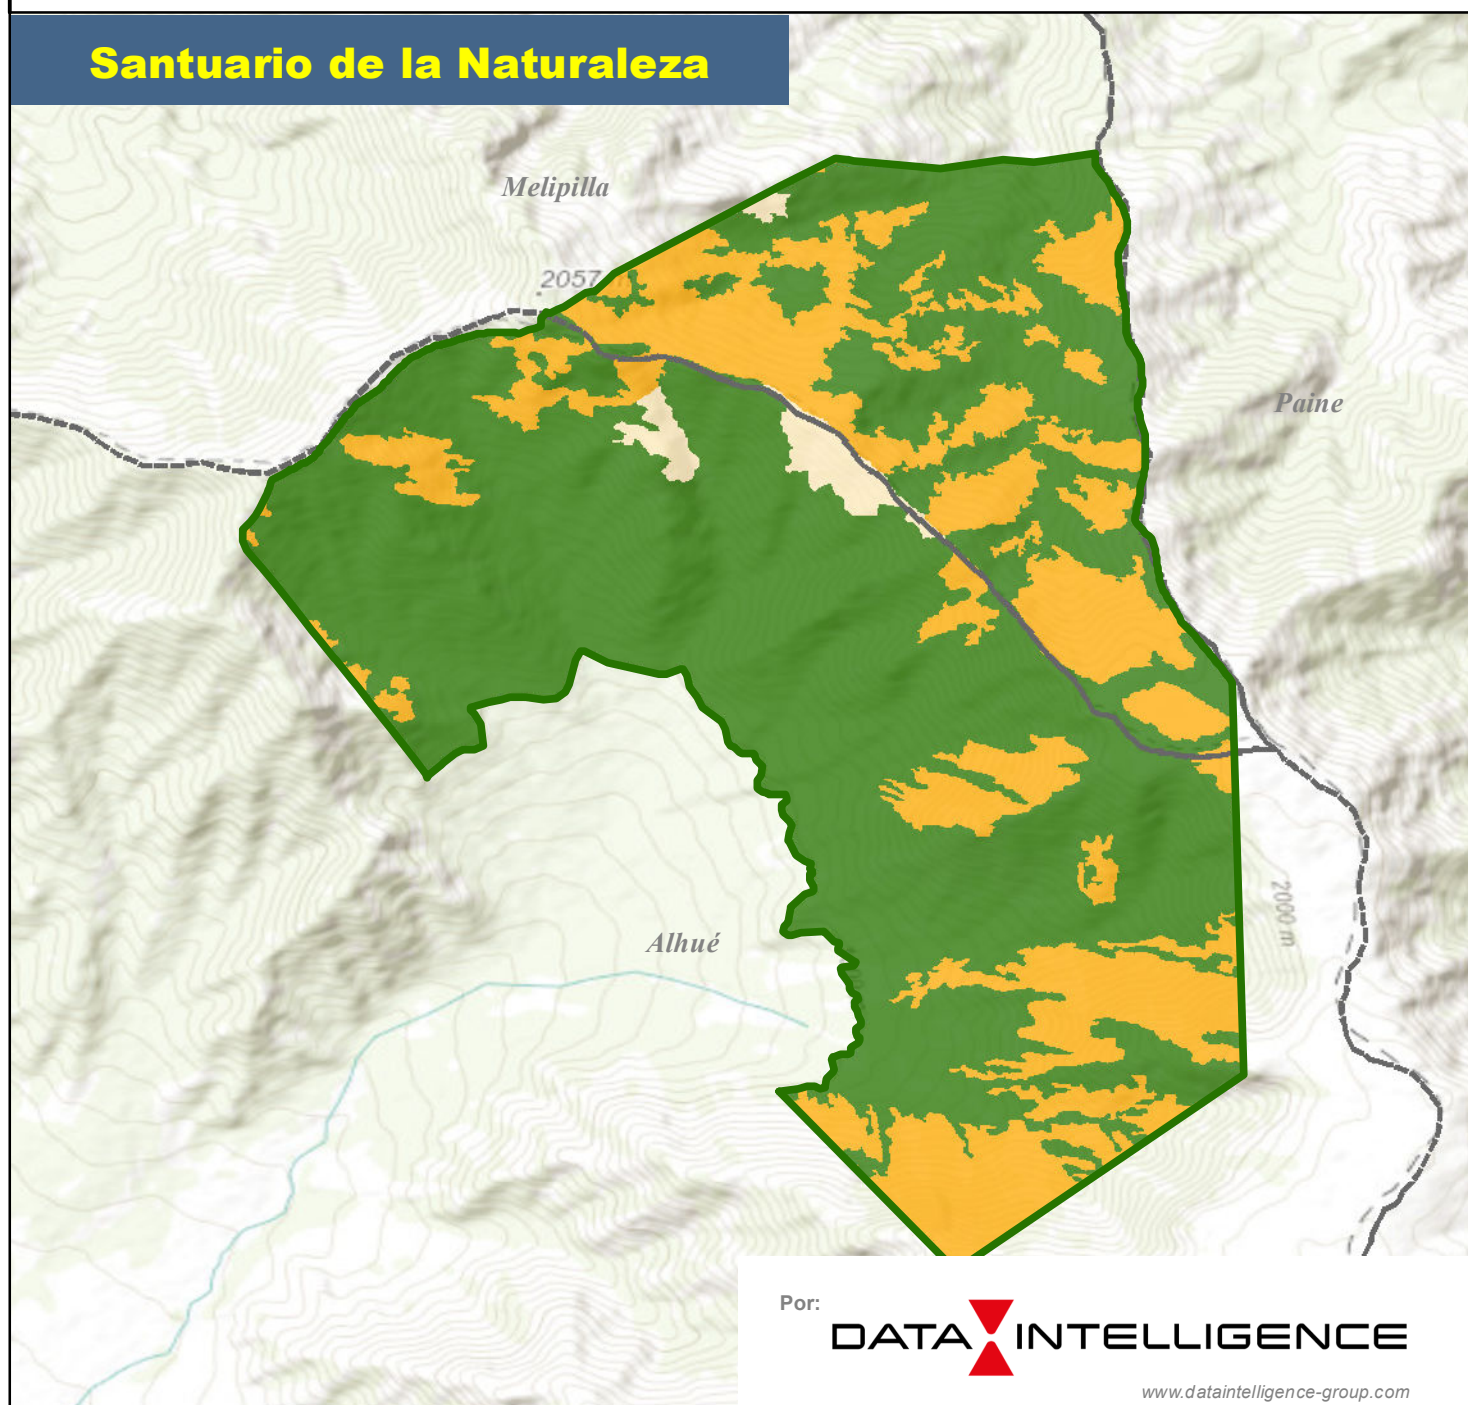 Santuario de la Naturaleza
Melipilla
2057
Paine
2000 m
Alhué
Por:
DATA INTELLIGENCE
www.dataintelligence-group.com